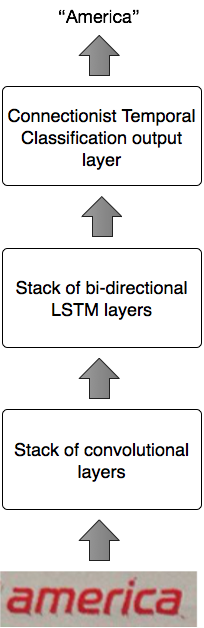 “America”
Connectionist Temporal
Classification output
layer
Stack of bi-directional
LSTM layers
Stack of convolutional
layers
america